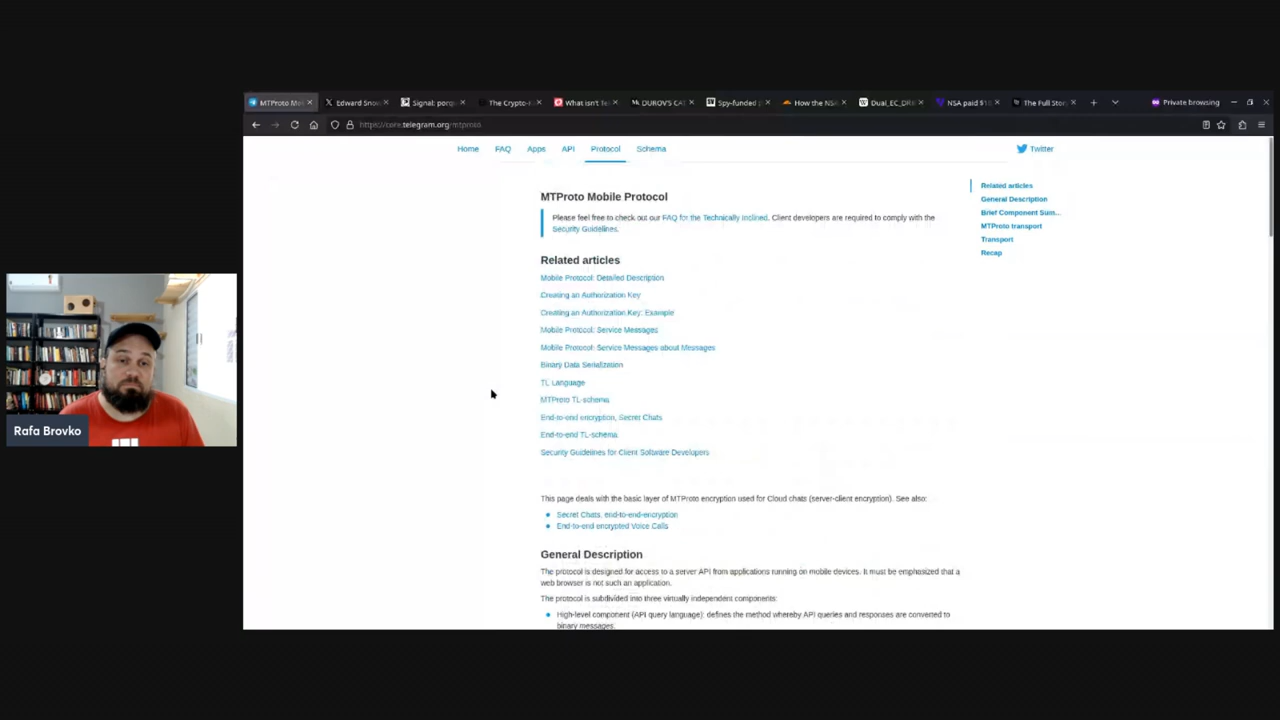 MTProto Mo
Edward Snow
Signal: porq
The Crypto-
What isn't Te
DUROV'S CA
Spy-funded
How the NSA
Dual_EC_DR
NSA paid $1
The Full Stor
Private browsing
https://core.telegram.org/mtproto
Home FAQ Apps API Protocol Schema Twitter
MTProto Mobile Protocol
Please feel free to check out our FAQ for the Technically Inclined. Client developers are required to comply with the
Security Guidelines.
Related articles
Mobile Protocol: Detailed Description
Creating an Authorization Key
Creating an Authorization Key: Example
Mobile Protocol: Service Messages
Mobile Protocol: Service Messages about Messages
Binary Data Serialization
TL Language
MTProto TL-schema
End-to-end encryption, Secret Chats
End-to-end TL-schema
Security Guidelines for Client Software Developers
This page deals with the basic layer of MTProto encryption used for Cloud chats (server-client encryption). See also:
Secret Chats, end-to-end-encryption
End-to-end encrypted Voice Calls
General Description
The protocol is designed for access to a server API from applications running on mobile devices. It must be emphasized that a
web browser is not such an application.
The protocol is subdivided into three virtually independent components:
High-level component (API query language): defines the method whereby API queries and responses are converted to
binary messages.
Related articles
General Description
Brief Component Sum...
MTProto transport
Transport
Recap
Rafa Brovko